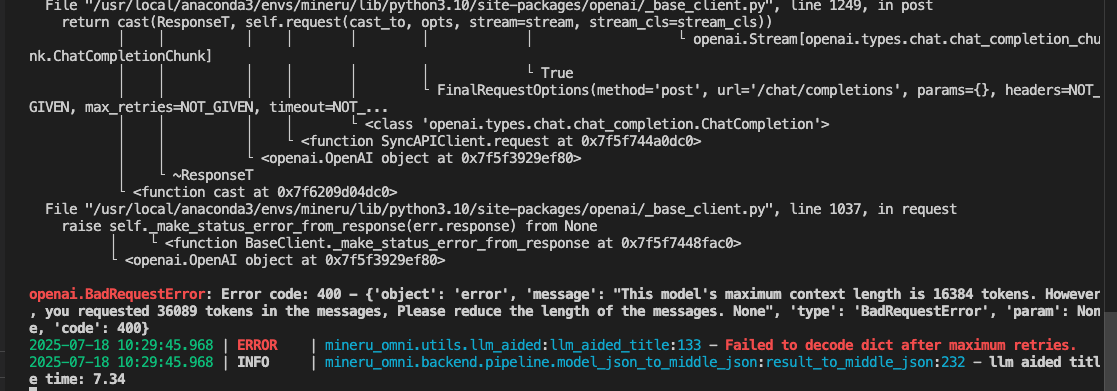 File "/usr/local/anaconda3/envs/mineru/lib/python3.10/site-packages/openai/_base_client.py", line 1249, in post
return cast(ResponseT, self.request(cast_to, opts, stream=stream, stream_cls=stream_cls))
│ │ │ │ │ │ │ └ openai.Stream[openai.types.chat.chat_completion_chu
nk.ChatCompletionChunk]
│ │ │ │ │ │ └ True
│ │ │ │ │ └ FinalRequestOptions(method='post', url='/chat/completions', params={}, headers=NOT_
GIVEN, max_retries=NOT_GIVEN, timeout=NOT_...
│ │ │ │ └ <class 'openai.types.chat.chat_completion.ChatCompletion'>
│ │ │ └ <function SyncAPIClient.request at 0x7f5f744a0dc0>
│ │ └ <openai.OpenAI object at 0x7f5f3929ef80>
│ └ ~ResponseT
└ <function cast at 0x7f6209d04dc0>
File "/usr/local/anaconda3/envs/mineru/lib/python3.10/site-packages/openai/_base_client.py", line 1037, in request
raise self._make_status_error_from_response(err.response) from None
│ └ <function BaseClient._make_status_error_from_response at 0x7f5f7448fac0>
└ <openai.OpenAI object at 0x7f5f3929ef80>
openai.BadRequestError: Error code: 400 - {'object': 'error', 'message': "This model's maximum context length is 16384 tokens. However
, you requested 36089 tokens in the messages, Please reduce the length of the messages. None", 'type': 'BadRequestError', 'param': Non
e, 'code': 400}
2025-07-18 10:29:45.968 | ERROR | mineru_omni.utils.llm_aided:llm_aided_title:133 - Failed to decode dict after maximum retries.
2025-07-18 10:29:45.968 | INFO | mineru_omni.backend.pipeline.model_json_to_middle_json:result_to_middle_json:232 - llm aided titl
e time: 7.34